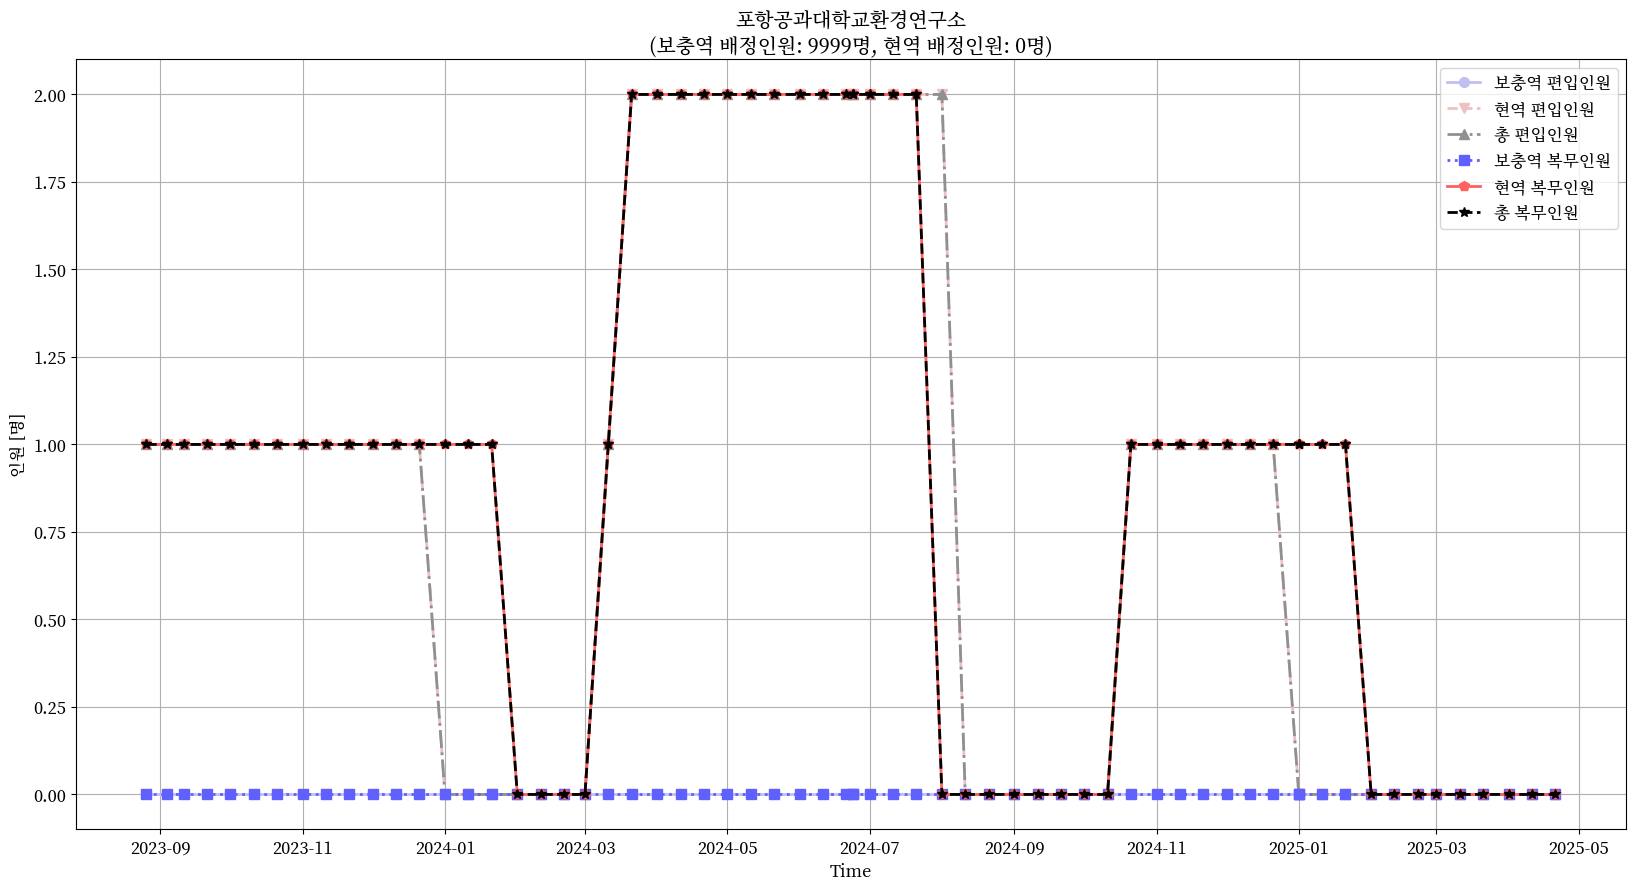 포항공과대학교환경연구소
(보충역 배정인원: 9999명, 현역 배정인원: 0명)
보충역 편입인원
현역 편입인원
총 편입인원
보충역 복무인원
현역 복무인원
총 복무인원
인원 [명]
2.00
1.75
1.50
1.25
1.00
0.75
0.50
0.25
0.00
2023-09 2023-11 2024-01 2024-03 2024-05 2024-07 2024-09 2024-11 2025-01 2025-03 2025-05
Time